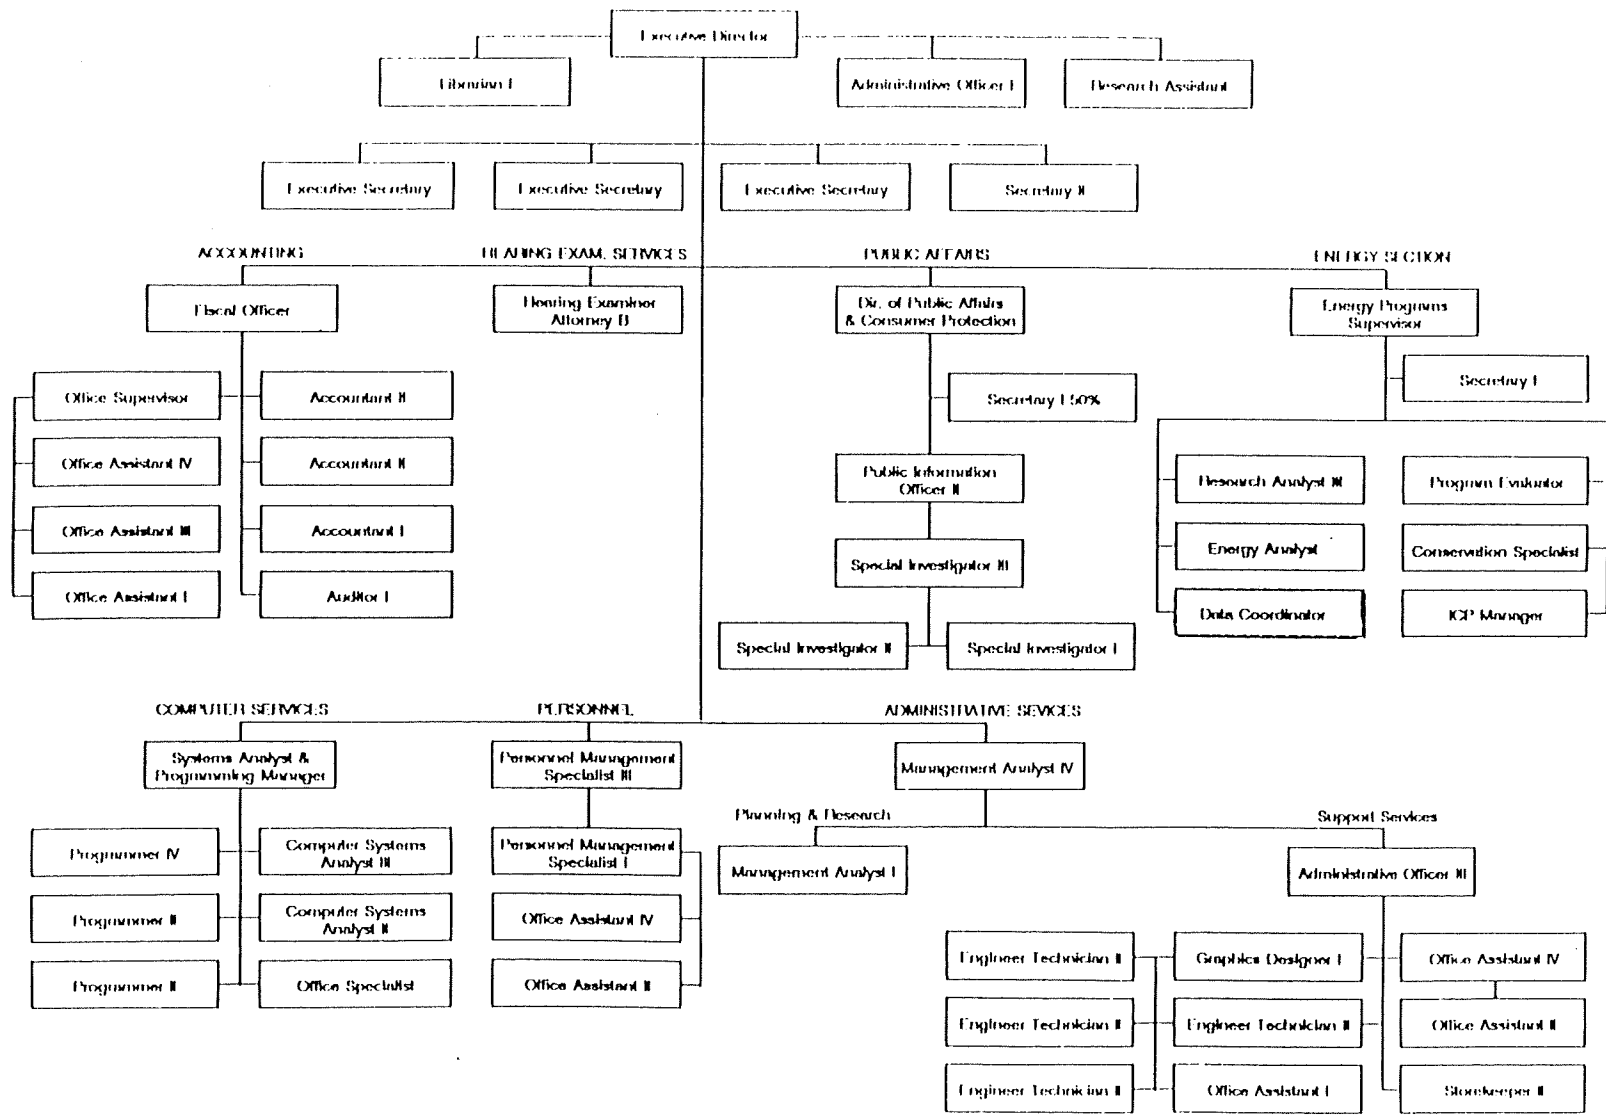 Executive Director
Librarian I
Administrative Officer I
Research Assistant
Executive Secretary
Executive Secretary
Executive Secretary
Secretary II
ACCOUNTING
HEARING EXAM. SERVICES
PUBLIC AFFAIRS
ENERGY SECTION
Fiscal Officer
Hearing Examiner
Attorney B
Dir. of Public Affairs
& Consumer Protection
Energy Programs
Supervisor
Office Supervisor
Accountant II
Secretary I 50%
Secretary I
Office Assistant IV
Accountant II
Public Information
Officer II
Research Analyst III
Program Evaluator
Office Assistant III
Accountant I
Special Investigator III
Energy Analyst
Conservation Specialist
Office Assistant I
Auditor I
Data Coordinator
ICP Manager
Special Investigator II
Special Investigator I
COMPUTER SERVICES
PERSONNEL
ADMINISTRATIVE SEVICES
Systems Analyst &
Programming Manager
Personnel Management
Specialist III
Management Analyst IV
Planning & Research
Support Services
Programmer IV
Computer Systems
Analyst III
Personnel Management
Specialist I
Management Analyst I
Administrative Officer III
Programmer II
Computer Systems
Analyst II
Office Assistant IV
Programmer II
Office Specialist
Office Assistant II
Engineer Technician II
Graphics Designer I
Office Assistant IV
Engineer Technician II
Engineer Technician II
Office Assistant II
Engineer Technician II
Office Assistant I
Storekeeper II